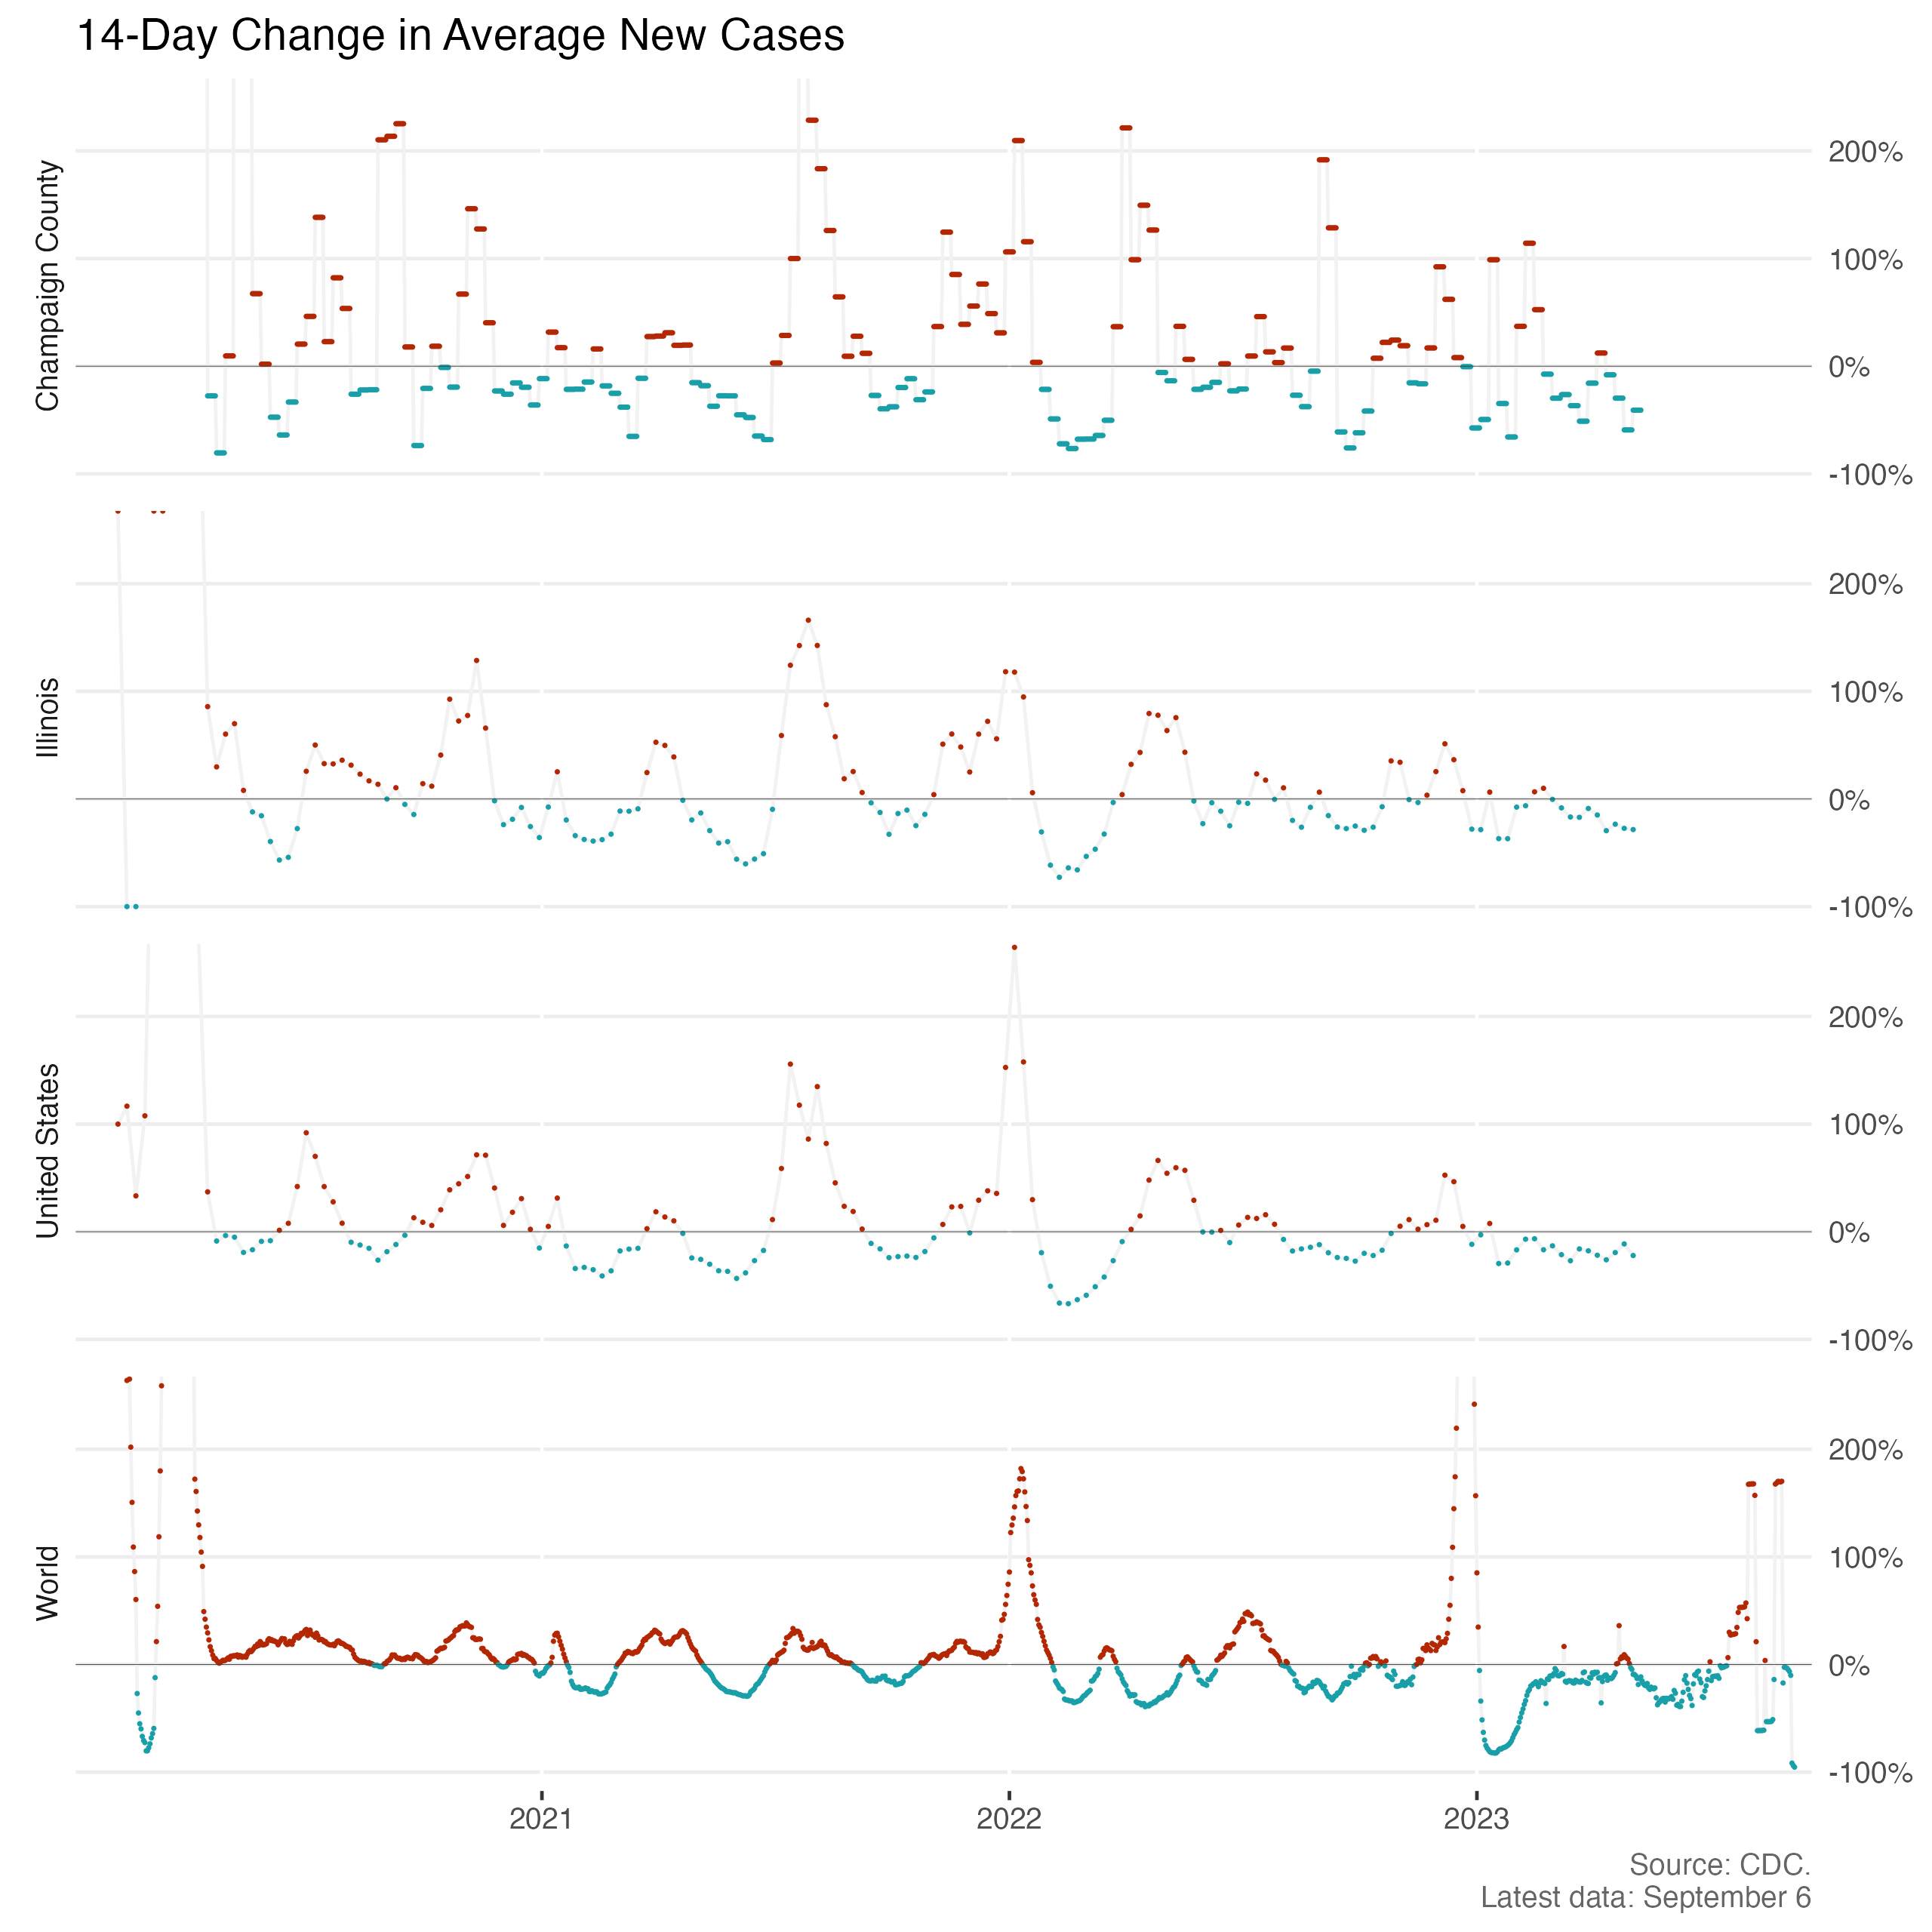 14-Day Change in Average New Cases
Champaign County
200%
100%
0%
-100%
Illinois
200%
100%
0%
-100%
United States
200%
100%
0%
-100%
World
200%
100%
0%
-100%
2021
2022
2023
Source: CDC.
Latest data: September 6